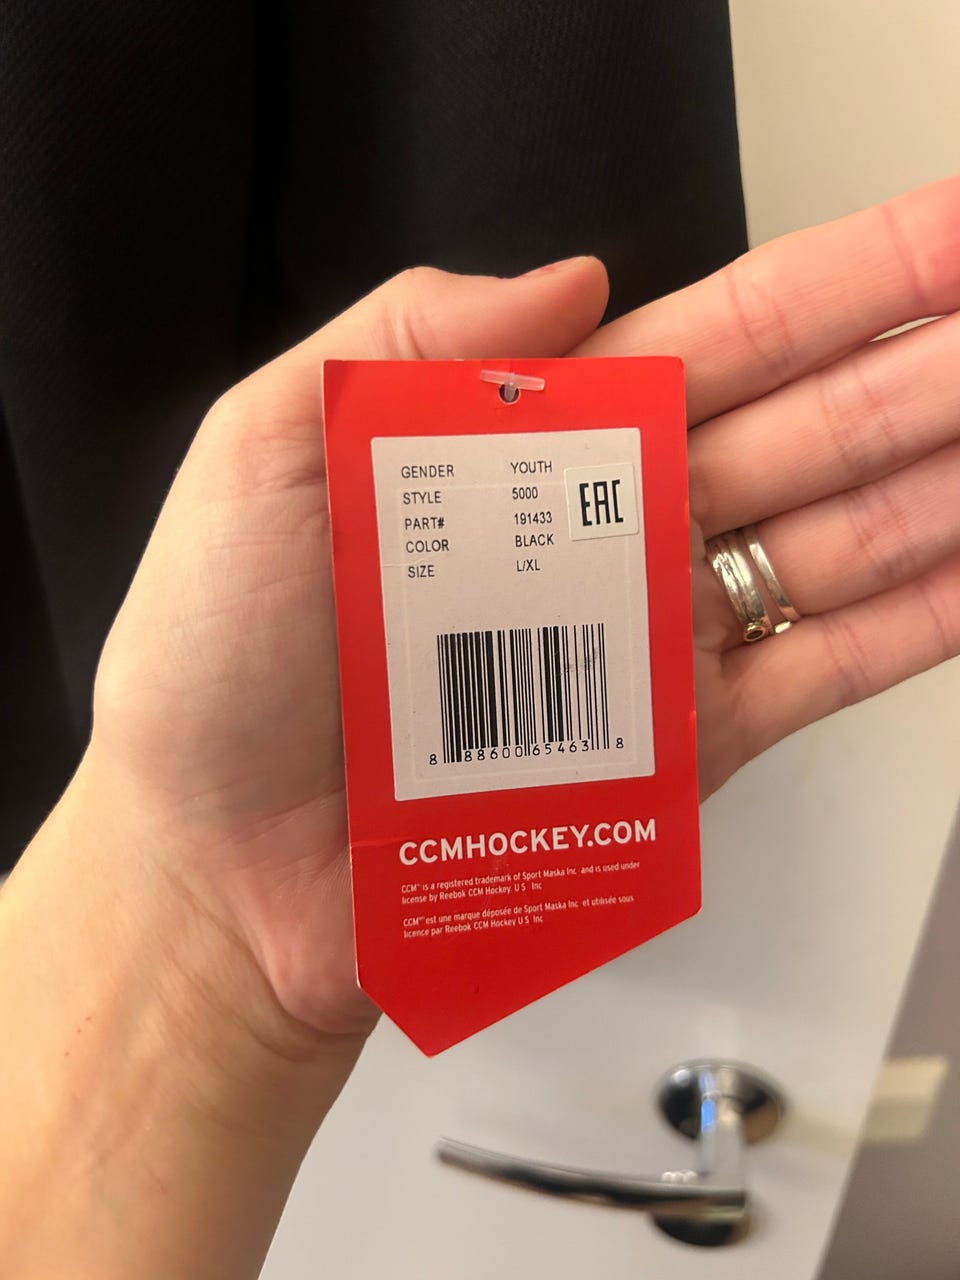 GENDER YOUTH
STYLE 5000
PART# 191433
COLOR BLACK
SIZE L/XL
EAC
8 88600 65463 8
CCMHOCKEY.COM
CCM™ is a registered trademark of Sport Maska Inc and is used under
license by Reebok CCM Hockey U S Inc
CCM™ est une marque déposée de Sport Maska Inc et utilisée sous
licence par Reebok CCM Hockey U S Inc